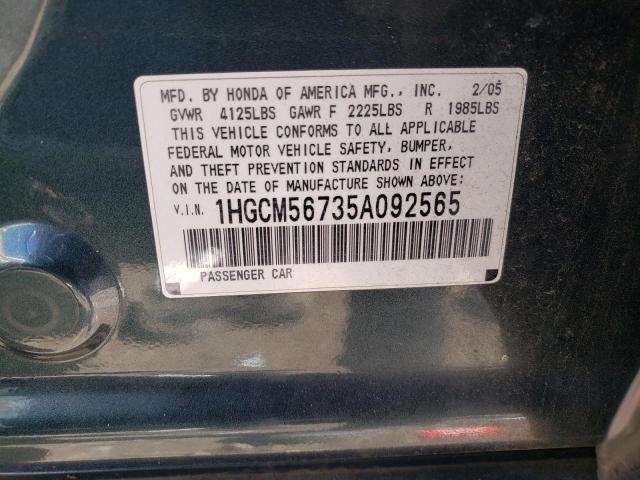 MFD. BY HONDA OF AMERICA MFG., INC. 2/05
GVWR 4125LBS GAWR F 2225LBS R 1985LBS
THIS VEHICLE CONFORMS TO ALL APPLICABLE
FEDERAL MOTOR VEHICLE SAFETY, BUMPER,
AND THEFT PREVENTION STANDARDS IN EFFECT
ON THE DATE OF MANUFACTURE SHOWN ABOVE:
V.I.N. 1HGCM56735A092565
PASSENGER CAR